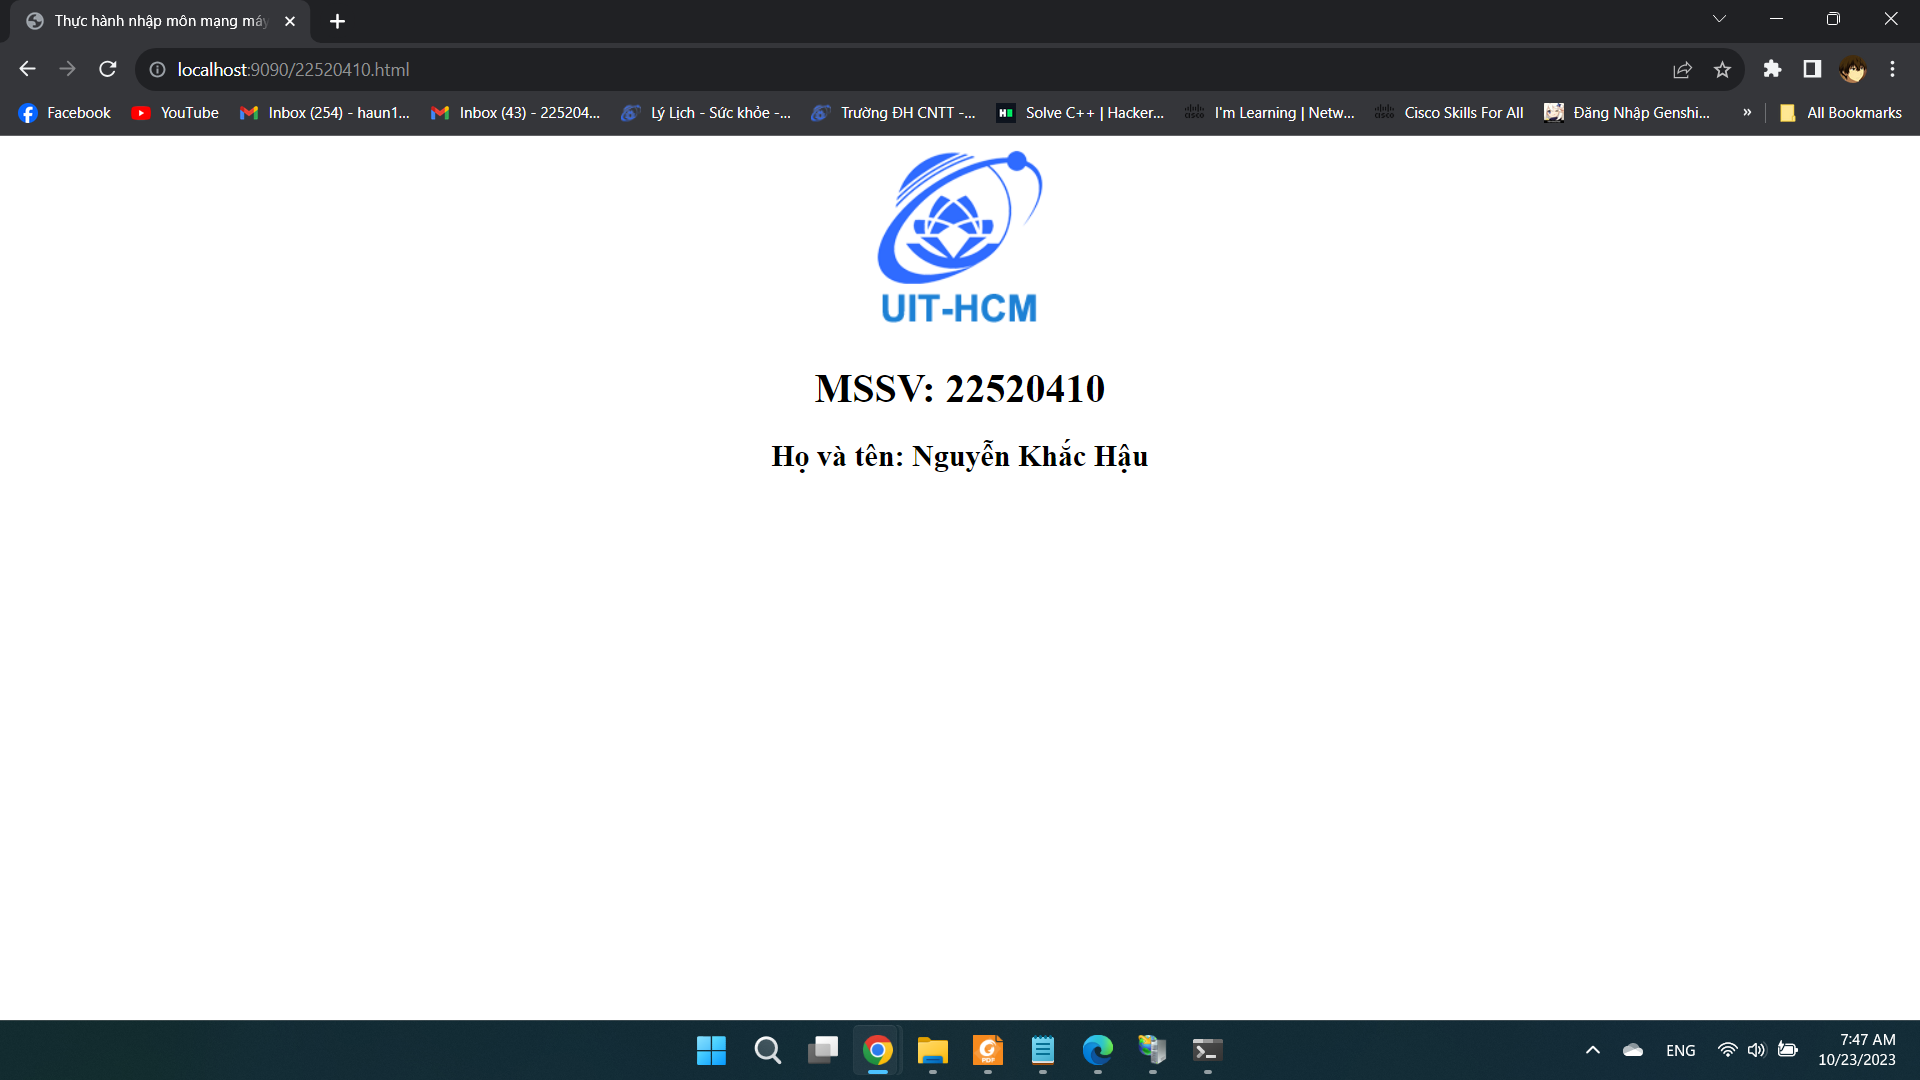 Thực hành nhập môn mạng máy
localhost:9090/22520410.html
Facebook
YouTube
Inbox (254) - haun1...
Inbox (43) - 225204...
Lý Lịch - Sức khỏe -...
Trường ĐH CNTT -...
Solve C++ | Hacker...
I'm Learning | Netw...
Cisco Skills For All
Đăng Nhập Genshi...
»
All Bookmarks
UIT-HCM
MSSV: 22520410
Họ và tên: Nguyễn Khắc Hậu
ENG
7:47 AM
10/23/2023